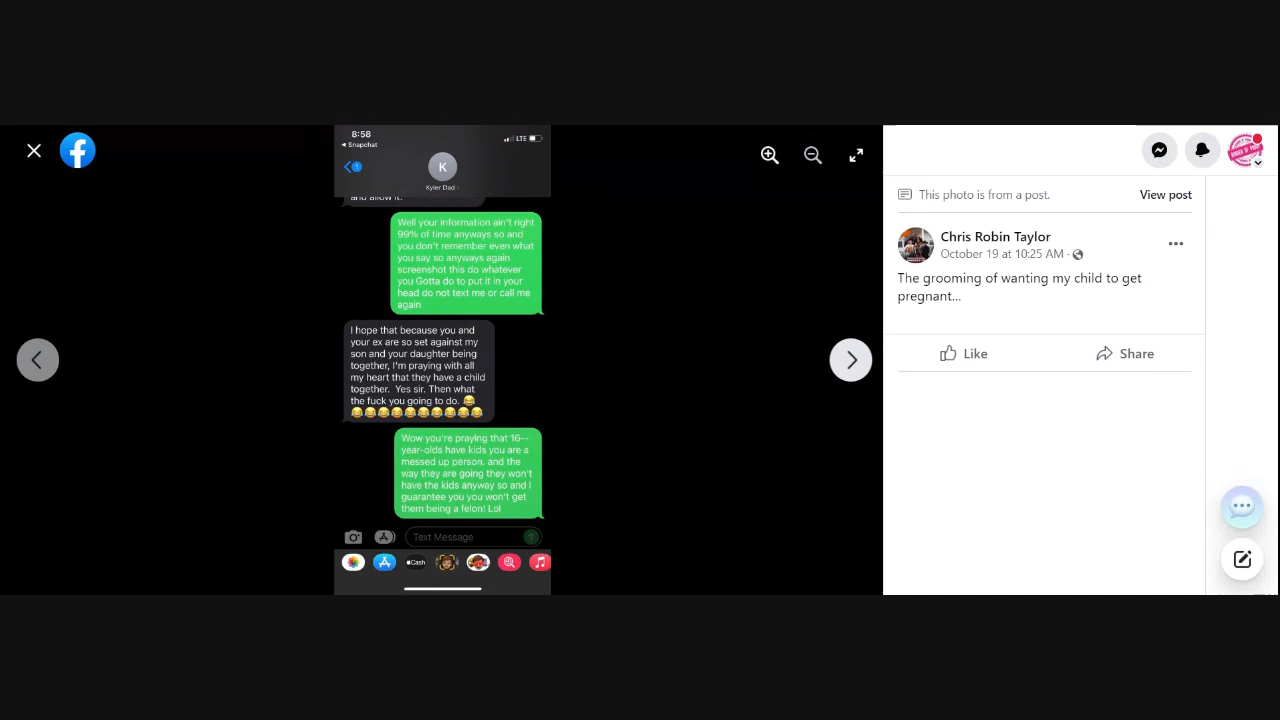 8:58
LTE
◀ Snapchat
1
K
Kyler Dad
and allow it.
Well your information ain't right
99% of time anyways so and
you don't remember even what
you say so anyways again
screenshot this do whatever
you Gotta do to put it in your
head do not text me or call me
again
I hope that because you and
your ex are so set against my
son and your daughter being
together, I'm praying with all
my heart that they have a child
together. Yes sir. Then what
the fuck you going to do. 😂
😂😂😂😂😂😂😂😂😂😂
Wow you're praying that 16--
year-olds have kids you are a
messed up person. and the
way they are going they won't
have the kids anyway so and I
guarantee you you won't get
them being a felon! Lol
Text Message
Cash
This photo is from a post.
View post
Chris Robin Taylor
October 19 at 10:25 AM ·
The grooming of wanting my child to get
pregnant...
Like
Share